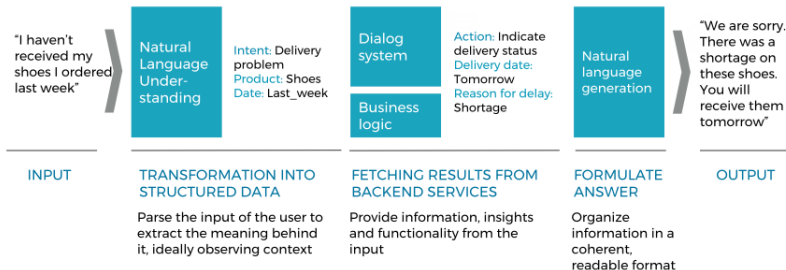 "I haven't
received my
shoes I ordered
last week"
Natural
Language
Under-
standing
Intent: Delivery
problem
Product: Shoes
Date: Last_week
Dialog
system
Business
logic
Action: Indicate
delivery status
Delivery date:
Tomorrow
Reason for delay:
Shortage
Natural
language
generation
"We are sorry.
There was a
shortage on
these shoes.
You will
receive them
tomorrow"
INPUT
TRANSFORMATION INTO
STRUCTURED DATA
Parse the input of the user to
extract the meaning behind
it, ideally observing context
FETCHING RESULTS FROM
BACKEND SERVICES
Provide information, insights
and functionality from the
input
FORMULATE
ANSWER
Organize
information in a
coherent,
readable format
OUTPUT